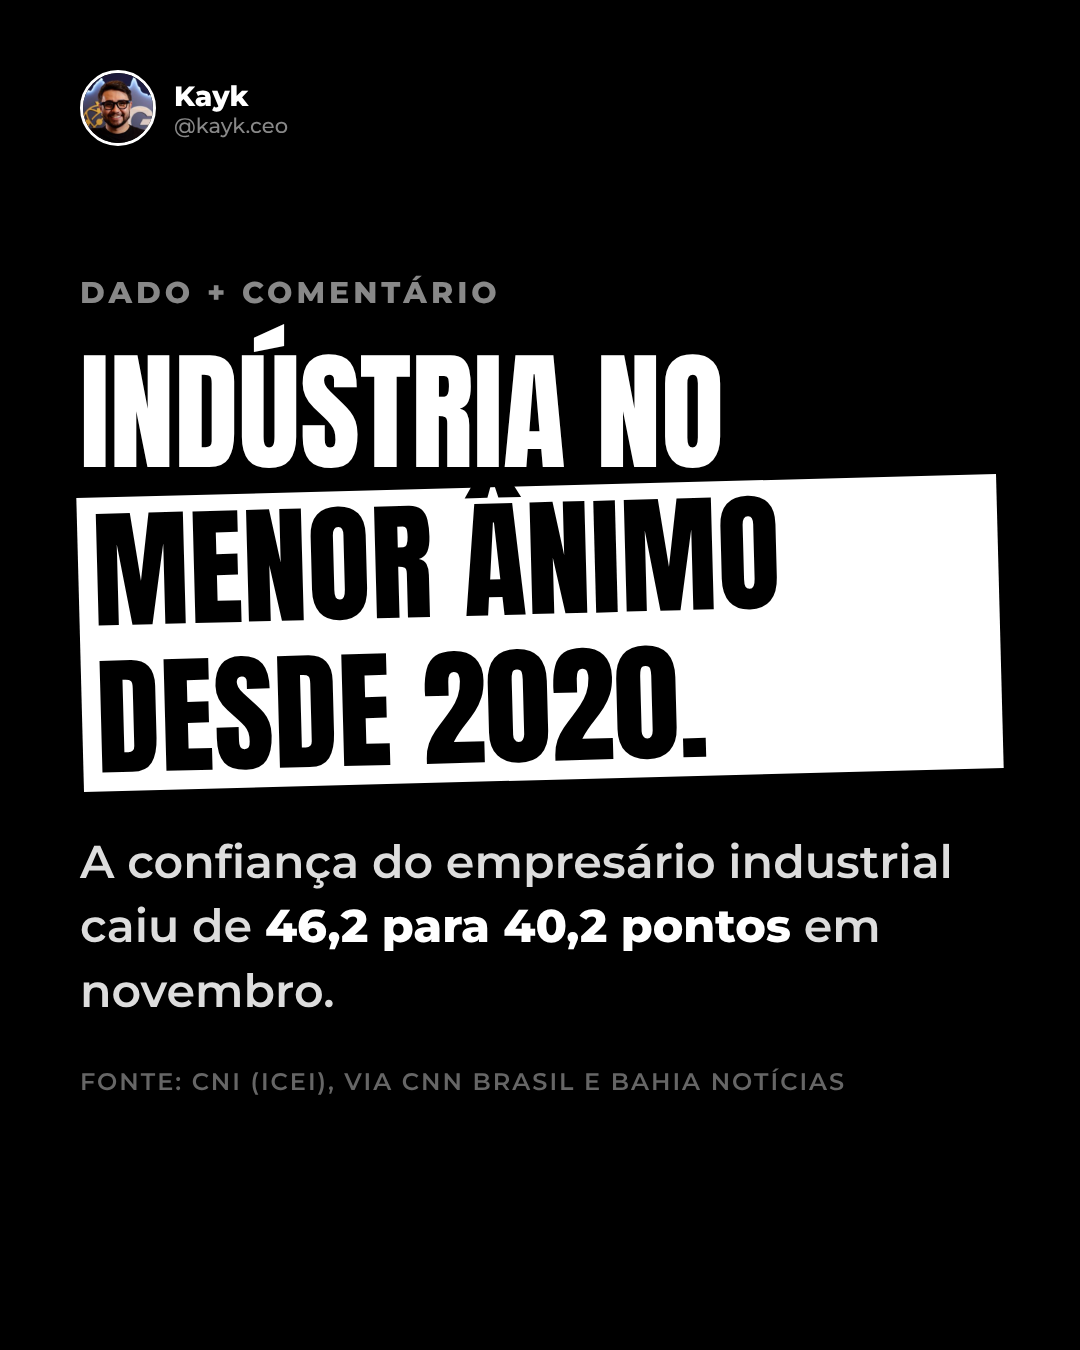 Kayk
@kayk.ceo
DADO + COMENTÁRIO
INDÚSTRIA NO
MENOR ÂNIMO
DESDE 2020.
A confiança do empresário industrial
caiu de 46,2 para 40,2 pontos em
novembro.
FONTE: CNI (ICEI), VIA CNN BRASIL E BAHIA NOTÍCIAS